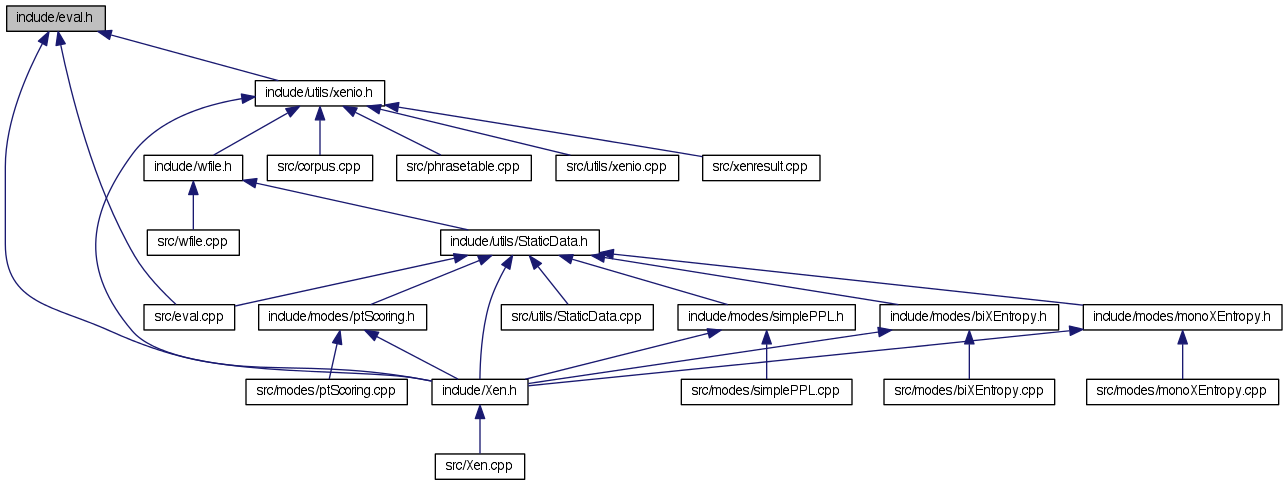 include/eval.h
include/utils/xenio.h
include/wfile.h
src/corpus.cpp
src/phrasetable.cpp
src/utils/xenio.cpp
src/xenresult.cpp
src/wfile.cpp
include/utils/StaticData.h
src/eval.cpp
include/modes/ptScoring.h
src/utils/StaticData.cpp
include/modes/simplePPL.h
include/modes/biXEntropy.h
include/modes/monoXEntropy.h
src/modes/ptScoring.cpp
include/Xen.h
src/modes/simplePPL.cpp
src/modes/biXEntropy.cpp
src/modes/monoXEntropy.cpp
src/Xen.cpp